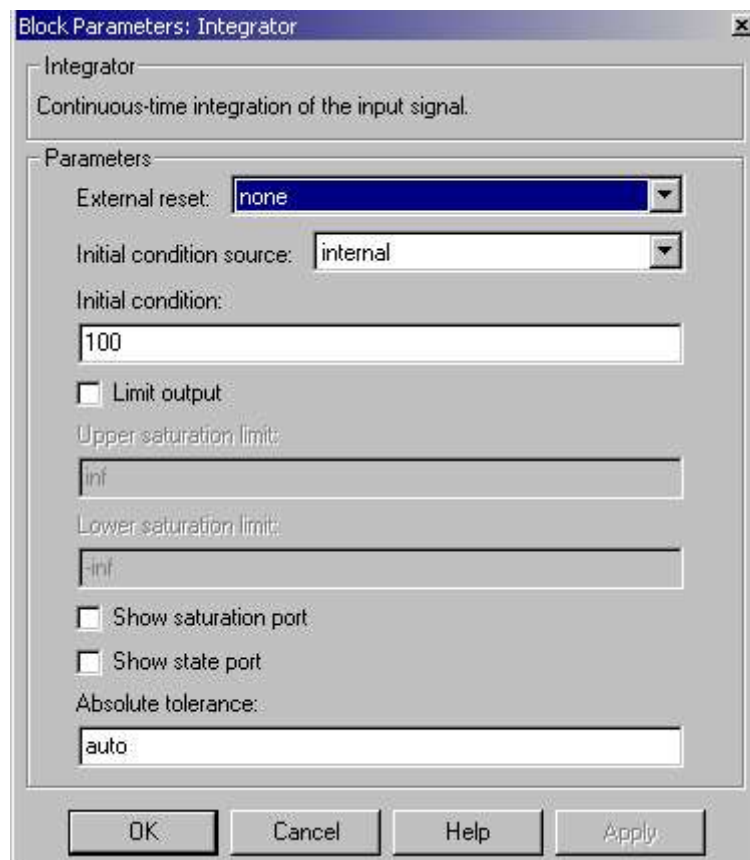 Block Parameters: Integrator
Integrator
Continuous-time integration of the input signal.
Parameters
External reset: none
Initial condition source: internal
Initial condition:
100
Limit output
Upper saturation limit:
inf
Lower saturation limit:
-inf
Show saturation port
Show state port
Absolute tolerance:
auto
OK Cancel Help Apply